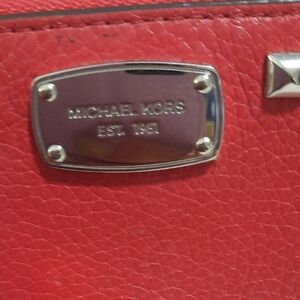 MICHAEL KORS
EST. 1981